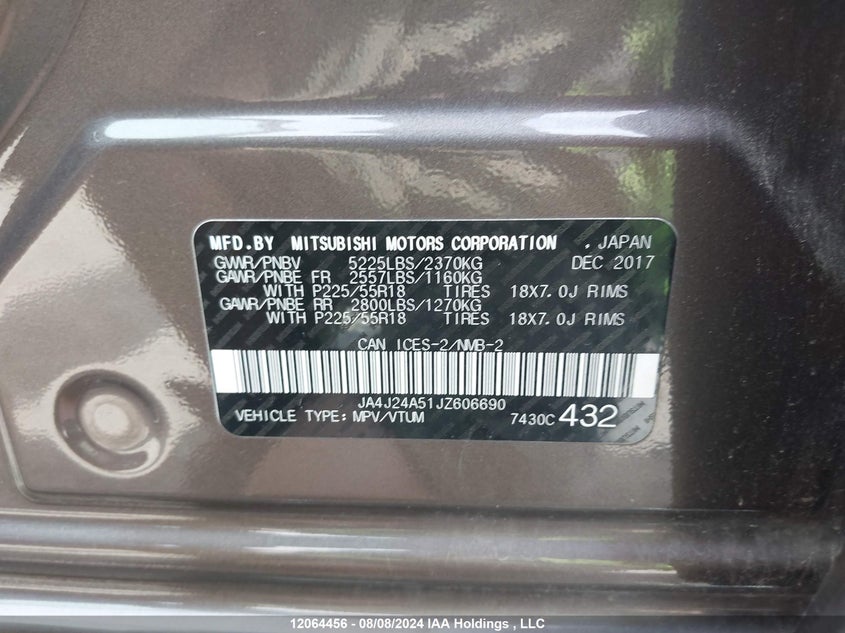 MFD.BY MITSUBISHI MOTORS CORPORATION . JAPAN
GVWR/PNBV 5225LBS/2370KG DEC 2017
GAWR/PNBE FR 2557LBS/1160KG
WITH P225/55R18 TIRES 18X7.0J RIMS
GAWR/PNBE RR 2800LBS/1270KG
WITH P225/55R18 TIRES 18X7.0J RIMS
CAN ICES-2/NMB-2
JA4J24A51JZ606690
VEHICLE TYPE: MPV/VTUM 7430C 432
12064456 - 08/08/2024 IAA Holdings , LLC